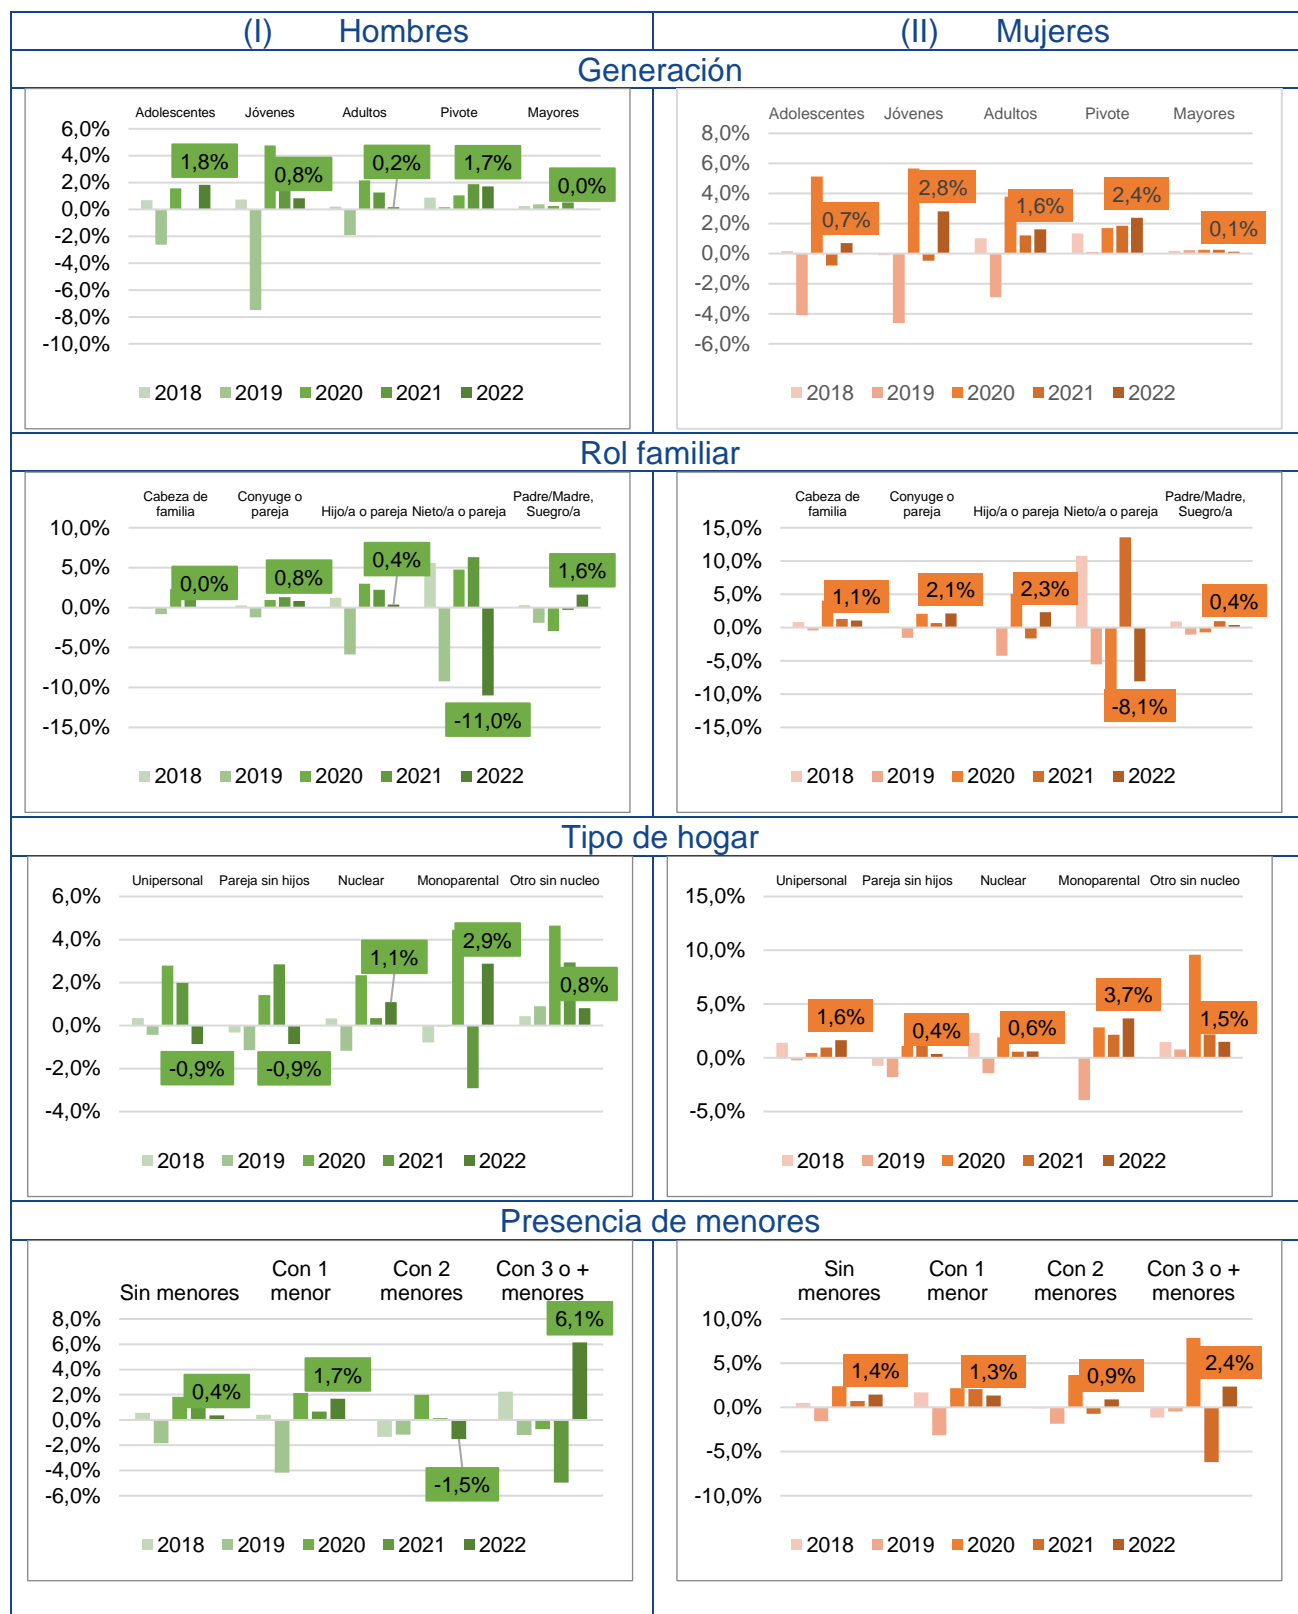 (I) Hombres
(II) Mujeres
Generación
Adolescentes Jóvenes Adultos Pivote Mayores
6,0%
4,0%
2,0%
0,0%
-2,0%
-4,0%
-6,0%
-8,0%
-10,0%
1,8%
0,8%
0,2%
1,7%
0,0%
2018 2019 2020 2021 2022
Adolescentes Jóvenes Adultos Pivote Mayores
8,0%
6,0%
4,0%
2,0%
0,0%
-2,0%
-4,0%
-6,0%
0,7%
2,8%
1,6%
2,4%
0,1%
2018 2019 2020 2021 2022
Rol familiar
Cabeza de familia
Conyuge o pareja
Hijo/a o pareja
Nieto/a o pareja
Padre/Madre, Suegro/a
10,0%
5,0%
0,0%
-5,0%
-10,0%
-15,0%
0,0%
0,8%
0,4%
-11,0%
1,6%
2018 2019 2020 2021 2022
Cabeza de familia
Conyuge o pareja
Hijo/a o pareja
Nieto/a o pareja
Padre/Madre, Suegro/a
15,0%
10,0%
5,0%
0,0%
-5,0%
-10,0%
-15,0%
1,1%
2,1%
2,3%
-8,1%
0,4%
2018 2019 2020 2021 2022
Tipo de hogar
Unipersonal Pareja sin hijos Nuclear Monoparental Otro sin nucleo
6,0%
4,0%
2,0%
0,0%
-2,0%
-4,0%
-0,9%
-0,9%
1,1%
2,9%
0,8%
2018 2019 2020 2021 2022
Unipersonal Pareja sin hijos Nuclear Monoparental Otro sin nucleo
15,0%
10,0%
5,0%
0,0%
-5,0%
1,6%
0,4%
0,6%
3,7%
1,5%
2018 2019 2020 2021 2022
Presencia de menores
Sin menores
Con 1 menor
Con 2 menores
Con 3 o + menores
8,0%
6,0%
4,0%
2,0%
0,0%
-2,0%
-4,0%
-6,0%
0,4%
1,7%
-1,5%
6,1%
2018 2019 2020 2021 2022
Sin menores
Con 1 menor
Con 2 menores
Con 3 o + menores
10,0%
5,0%
0,0%
-5,0%
-10,0%
1,4%
1,3%
0,9%
2,4%
2018 2019 2020 2021 2022